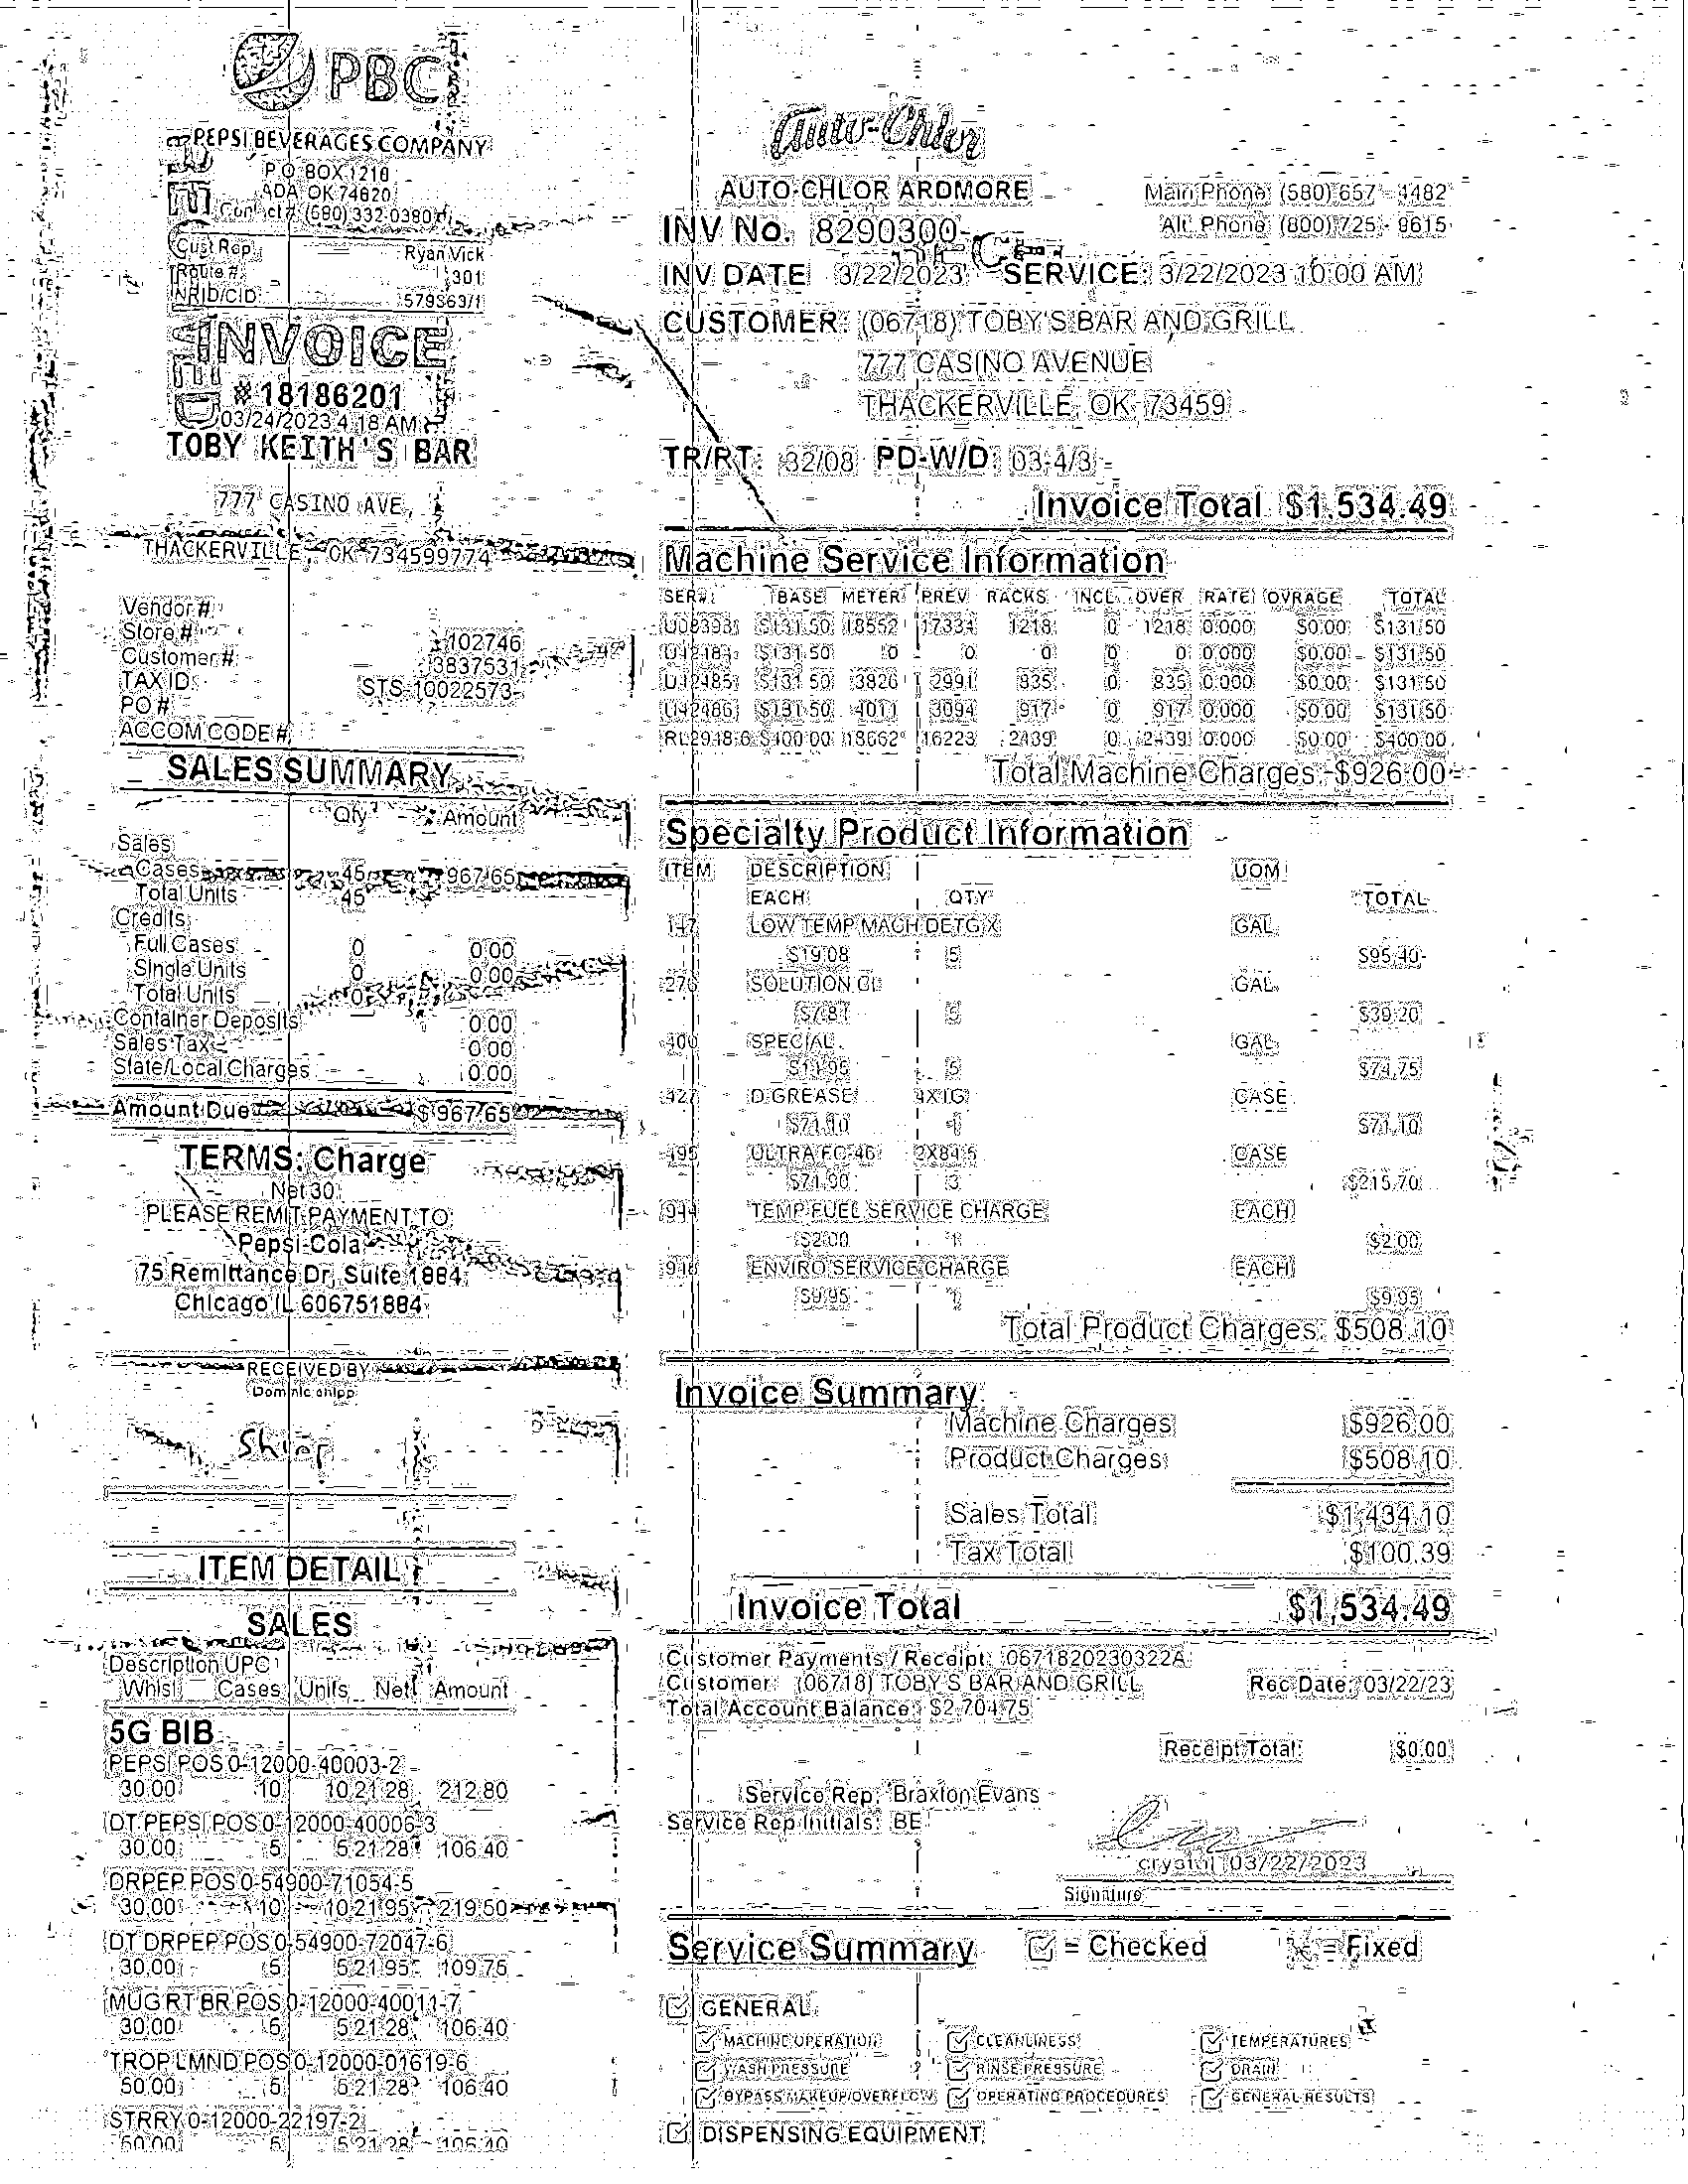 PBC
PEPSI BEVERAGES COMPANY
P O BOX 1210
ADA OK 74820
(580) 332-0380
Cust Rep Ryan Vick
Route # 301
NRID/CID 579863/1
INVOICE
#18186201
03/24/2023 4:18 AM
TOBY KEITH'S BAR
777 CASINO AVE,
THACKERVILLE, OK 734599774
Vendor #
Store # 102746
Customer # 3837531
TAX ID STS-10022573-
PO #
ACCOM CODE #
SALES SUMMARY
Qty Amount
Sales
Cases 45 967.65
Total Units 45
Credits
Full Cases 0 0.00
Single Units 0 0.00
Total Units 0
Container Deposits 0.00
Sales Tax 0.00
State/Local Charges 0.00
Amount Due $ 967.65
TERMS: Charge
Net 30
PLEASE REMIT PAYMENT TO
Pepsi-Cola
75 Remittance Dr, Suite 1884
Chicago IL 606751884
RECEIVED BY
Dominic shipp
Shipp
ITEM DETAIL
SALES
Description UPC
Whisl Cases Units Net Amount
5G BIB
PEPSI POS 0-12000-40003-2
30.00 10 10 21.28 212.80
DT PEPSI POS 0-12000-40006-3
30.00 5 5 21.28 106.40
DRPEP POS 0-54900-71054-5
30.00 10 10 21.95 219.50
DT DRPEP POS 0-54900-72047-6
30.00 5 5 21.95 109.75
MUG RT BR POS 0-12000-40011-7
30.00 5 5 21.28 106.40
TROP LMND POS 0-12000-01619-6
50.00 5 5 21.28 106.40
STRRY 0-12000-22197-2
5 5 21.28 106.40
Auto-Chlor
AUTO-CHLOR ARDMORE Main Phone (580) 657 - 4482
INV No. 8290300 Alt. Phone (800) 725 - 9615
INV DATE 3/22/2023 SERVICE: 3/22/2023 10:00 AM
CUSTOMER: (06718) TOBY'S BAR AND GRILL
777 CASINO AVENUE
THACKERVILLE, OK 73459
TR/RT: 32/08 PD-W/D: 03-4/3
Invoice Total $1,534.49
Machine Service Information
SER#: BASE METER PREV RACKS INCL OVER RATE OVRAGE TOTAL
U08393 $131.50 18552 17334 1218 0 1218 0.000 $0.00 $131.50
$131.50 0 0 0 0 0 0.000 $0.00 $131.50
U42485 $131.50 3826 2991 835 0 835 0.000 $0.00 $131.50
U42486 $131.50 4011 3094 917 0 917 0.000 $0.00 $131.50
$400.00 18662 16223 2439 0 2439 0.000 $0.00 $400.00
Total Machine Charges: $926.00
Specialty Product Information
ITEM DESCRIPTION UOM
EACH QTY TOTAL
147 LOW TEMP MACH DETG X GAL
$19.08 5 $95.40
276 SOLUTION GAL
5 $39.20
400 SPECIAL GAL
5 $74.75
427 D GREASE 4X1G CASE
$71.10 1 $71.10
495 ULTRA FC-46 2X84.5 CASE
$71.90 3 $215.70
944 TEMP FUEL SERVICE CHARGE EACH
$2.00 1 $2.00
948 ENVIRO SERVICE CHARGE EACH
$9.95 1 $9.95
Total Product Charges: $508.10
Invoice Summary
Machine Charges $926.00
Product Charges $508.10
Sales Total $1,434.10
Tax Total $100.39
Invoice Total $1,534.49
Customer Payments / Receipt: 0671820230322A
Customer: (06718) TOBY'S BAR AND GRILL Rec Date: 03/22/23
Total Account Balance: $2,704.75
Receipt Total: $0.00
Service Rep: Braxton Evans
Service Rep Initials: BE
crystal 03/22/2023
Signature
Service Summary = Checked = Fixed
GENERAL
MACHINE OPERATION CLEANLINESS TEMPERATURES
WASH PRESSURE RINSE PRESSURE DRAIN
BYPASS/MAKEUP/OVERFLOW OPERATING PROCEDURES GENERAL RESULTS
DISPENSING EQUIPMENT